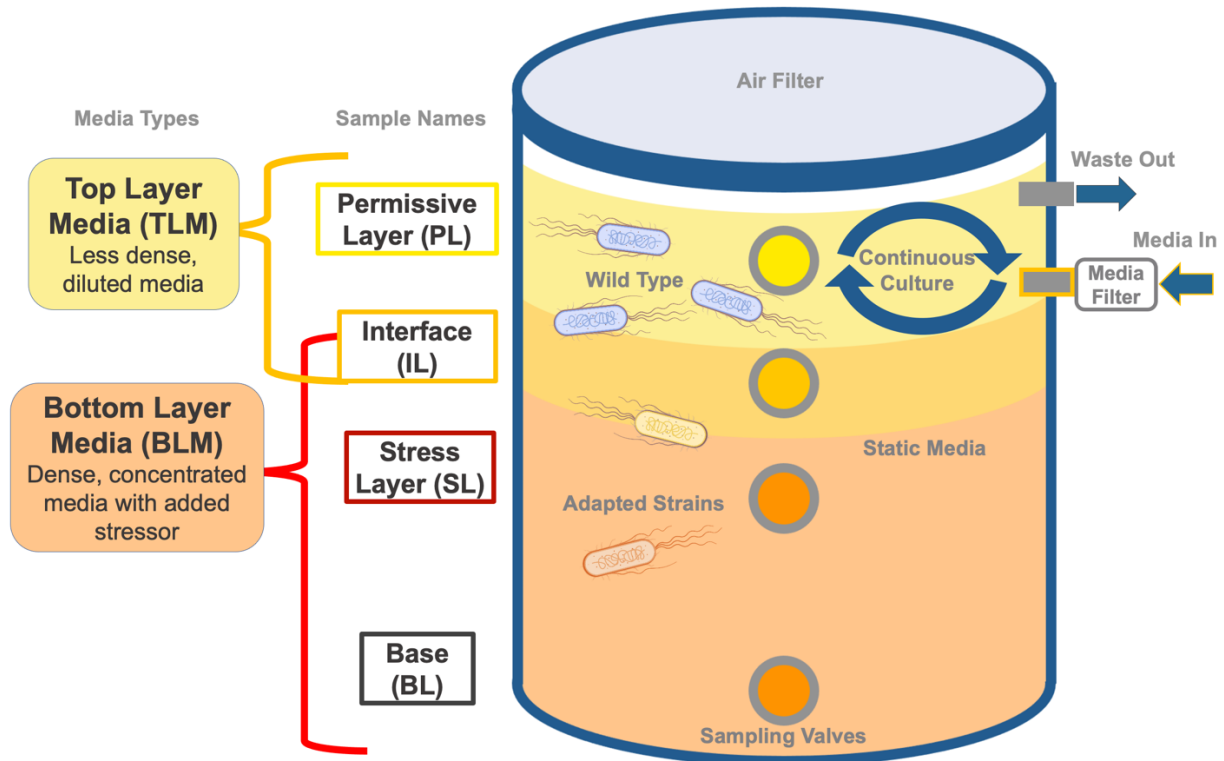 Air Filter
Media Types
Sample Names
Waste Out
Top Layer
Media (TLM)
Less dense,
diluted media
Permissive
Layer (PL)
Media In
Continuous
Culture
Media
Filter
Wild Type
Interface
(IL)
Bottom Layer
Media (BLM)
Dense, concentrated
media with added
stressor
Stress
Layer (SL)
Static Media
Adapted Strains
Base
(BL)
Sampling Valves